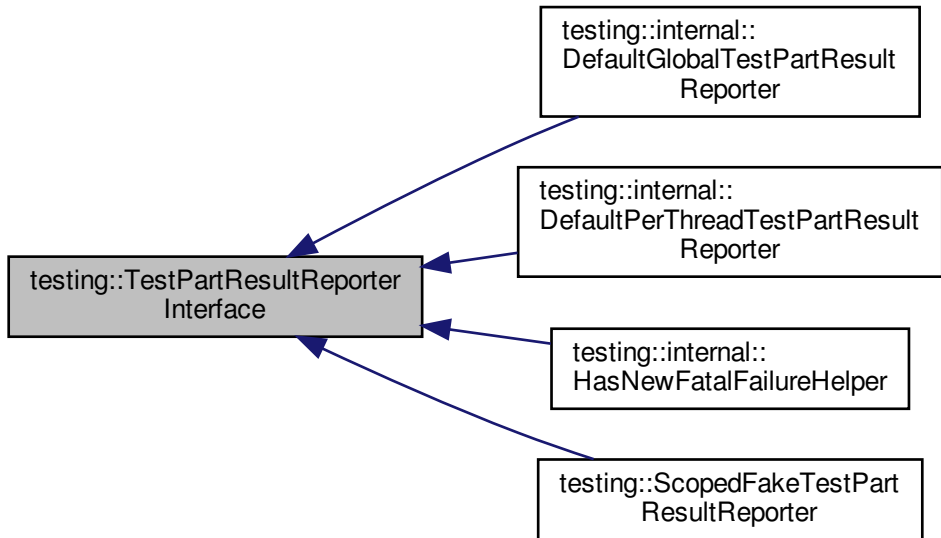 testing::internal::
DefaultGlobalTestPartResult
Reporter
testing::internal::
DefaultPerThreadTestPartResult
Reporter
testing::TestPartResultReporter
Interface
testing::internal::
HasNewFatalFailureHelper
testing::ScopedFakeTestPart
ResultReporter